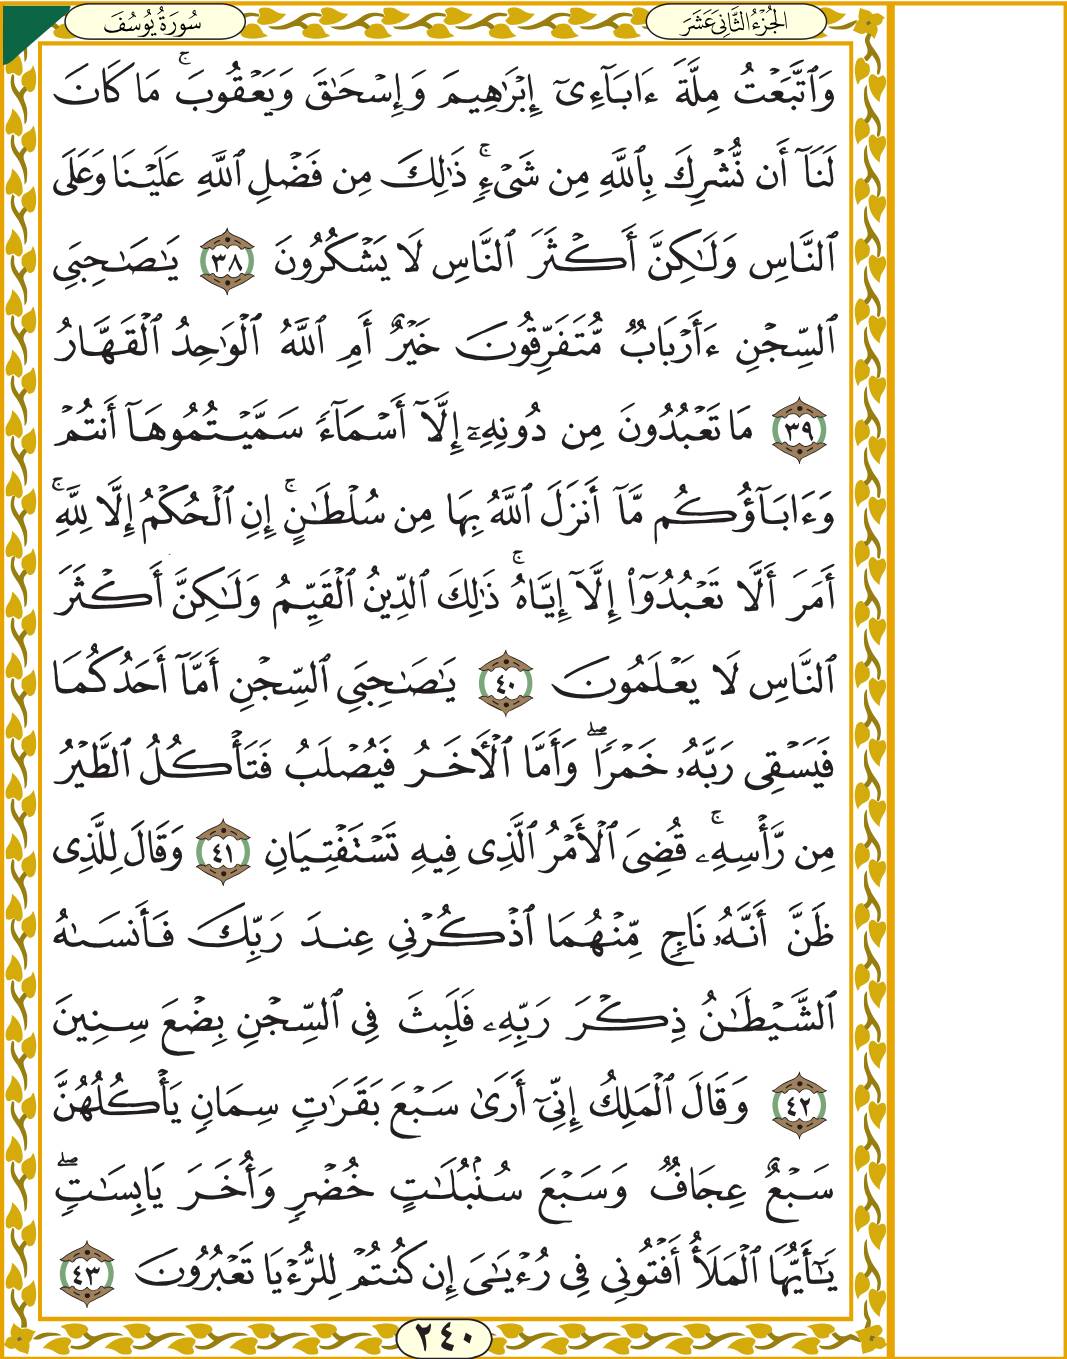 الجُزْءُ الثَّانِي عَشَرَ
سُورَةُ يُوسُفَ
وَٱتَّبَعْتُ مِلَّةَ ءَابَآءِىٓ إِبْرَٰهِيمَ وَإِسْحَٰقَ وَيَعْقُوبَۚ مَا كَانَ
لَنَآ أَن نُّشْرِكَ بِٱللَّهِ مِن شَىْءٍۚ ذَٰلِكَ مِن فَضْلِ ٱللَّهِ عَلَيْنَا وَعَلَى
ٱلنَّاسِ وَلَٰكِنَّ أَكْثَرَ ٱلنَّاسِ لَا يَشْكُرُونَ ٣٨ يَٰصَٰحِبَىِ
ٱلسِّجْنِ ءَأَرْبَابٌ مُّتَفَرِّقُونَ خَيْرٌ أَمِ ٱللَّهُ ٱلْوَٰحِدُ ٱلْقَهَّارُ
٣٩ مَا تَعْبُدُونَ مِن دُونِهِۦٓ إِلَّآ أَسْمَآءً سَمَّيْتُمُوهَآ أَنتُمْ
وَءَابَآؤُكُم مَّآ أَنزَلَ ٱللَّهُ بِهَا مِن سُلْطَٰنٍۚ إِنِ ٱلْحُكْمُ إِلَّا لِلَّهِۚ
أَمَرَ أَلَّا تَعْبُدُوٓا۟ إِلَّآ إِيَّاهُۚ ذَٰلِكَ ٱلدِّينُ ٱلْقَيِّمُ وَلَٰكِنَّ أَكْثَرَ
ٱلنَّاسِ لَا يَعْلَمُونَ ٤٠ يَٰصَٰحِبَىِ ٱلسِّجْنِ أَمَّآ أَحَدُكُمَا
فَيَسْقِى رَبَّهُۥ خَمْرًاۖ وَأَمَّا ٱلْأَخَرُ فَيُصْلَبُ فَتَأْكُلُ ٱلطَّيْرُ
مِن رَّأْسِهِۦۚ قُضِىَ ٱلْأَمْرُ ٱلَّذِى فِيهِ تَسْتَفْتِيَانِ ٤١ وَقَالَ لِلَّذِى
ظَنَّ أَنَّهُۥ نَاجٍ مِّنْهُمَا ٱذْكُرْنِى عِندَ رَبِّكَ فَأَنسَىٰهُ
ٱلشَّيْطَٰنُ ذِكْرَ رَبِّهِۦ فَلَبِثَ فِى ٱلسِّجْنِ بِضْعَ سِنِينَ
٤٢ وَقَالَ ٱلْمَلِكُ إِنِّىٓ أَرَىٰ سَبْعَ بَقَرَٰتٍ سِمَانٍ يَأْكُلُهُنَّ
سَبْعٌ عِجَافٌ وَسَبْعَ سُنۢبُلَٰتٍ خُضْرٍ وَأُخَرَ يَابِسَٰتٍۖ
يَٰٓأَيُّهَا ٱلْمَلَأُ أَفْتُونِى فِى رُءْيَٰىَ إِن كُنتُمْ لِلرُّءْيَا تَعْبُرُونَ ٤٣
٢٤٠